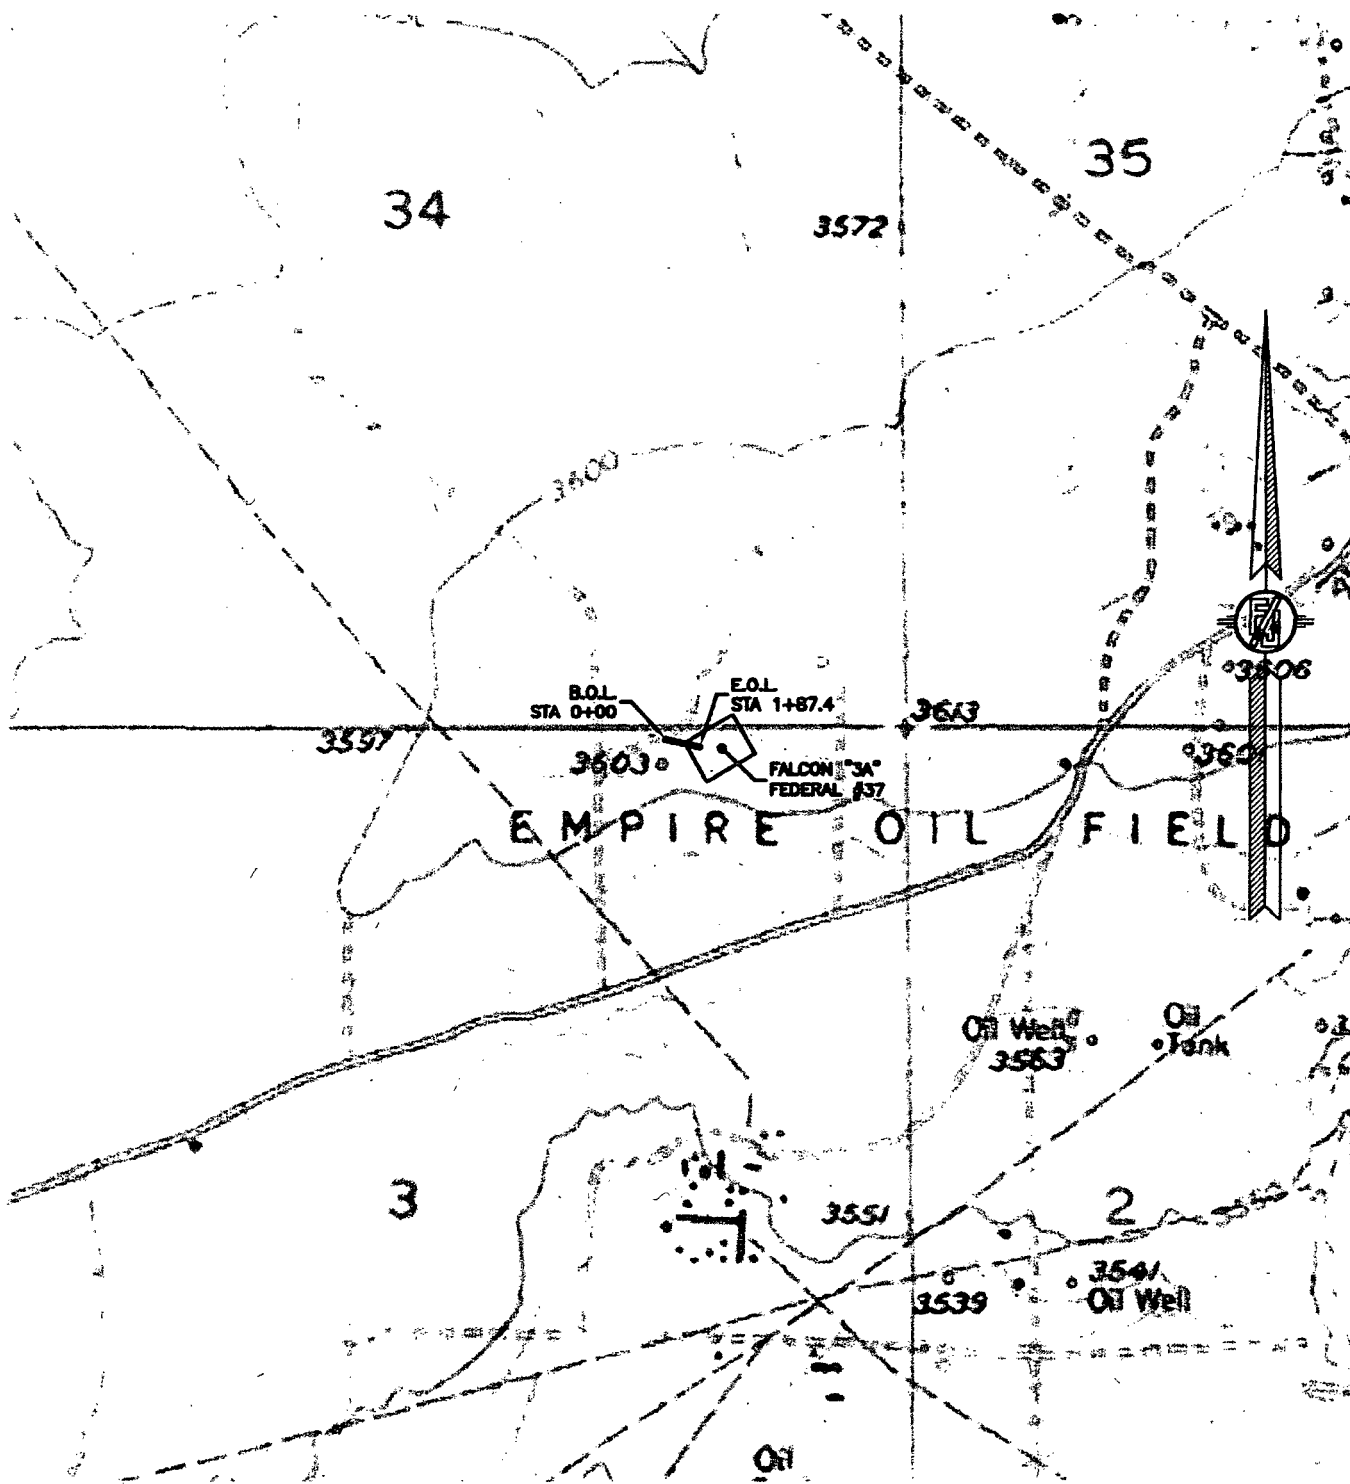 35
34
3572
3600
3606
B.O.L.
STA 0+00
E.O.L.
STA 1+87.4
3613
3597
3603
FALCON "3A"
FEDERAL #37
EMPIRE OIL FIELD
Oil Well
3563
Oil
Tank
3
2
3551
3541
Oil Well
3539
Oil